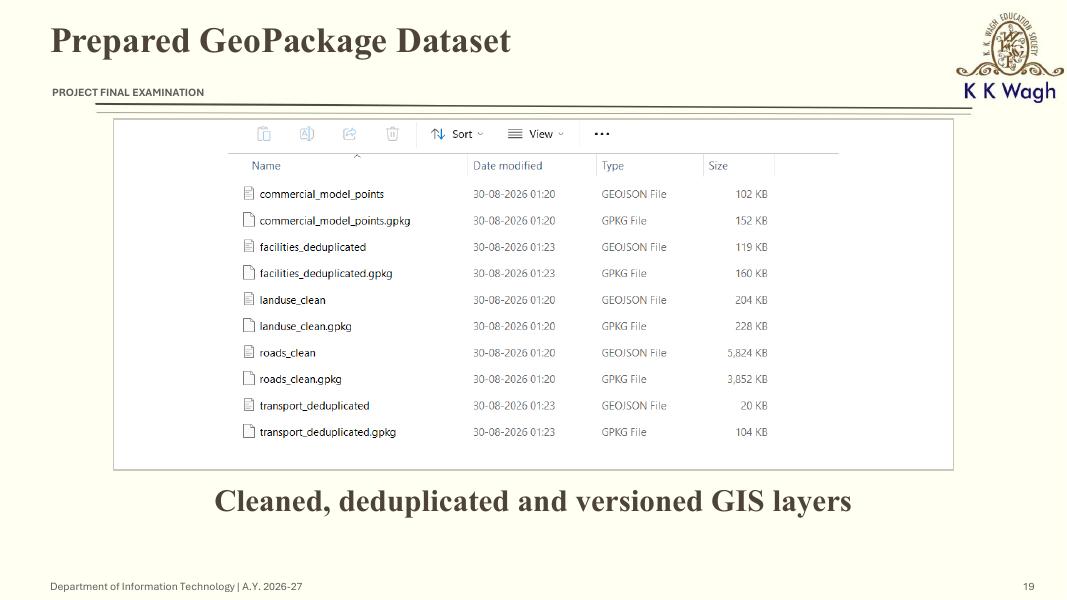 Prepared GeoPackage Dataset
K. K. WAGH EDUCATION SOCIETY
K K Wagh
PROJECT FINAL EXAMINATION
Sort View •••
Name Date modified Type Size
commercial_model_points 30-08-2026 01:20 GEOJSON File 102 KB
commercial_model_points.gpkg 30-08-2026 01:20 GPKG File 152 KB
facilities_deduplicated 30-08-2026 01:23 GEOJSON File 119 KB
facilities_deduplicated.gpkg 30-08-2026 01:23 GPKG File 160 KB
landuse_clean 30-08-2026 01:20 GEOJSON File 204 KB
landuse_clean.gpkg 30-08-2026 01:20 GPKG File 228 KB
roads_clean 30-08-2026 01:20 GEOJSON File 5,824 KB
roads_clean.gpkg 30-08-2026 01:20 GPKG File 3,852 KB
transport_deduplicated 30-08-2026 01:23 GEOJSON File 20 KB
transport_deduplicated.gpkg 30-08-2026 01:23 GPKG File 104 KB
Cleaned, deduplicated and versioned GIS layers
Department of Information Technology | A.Y. 2026-27
19